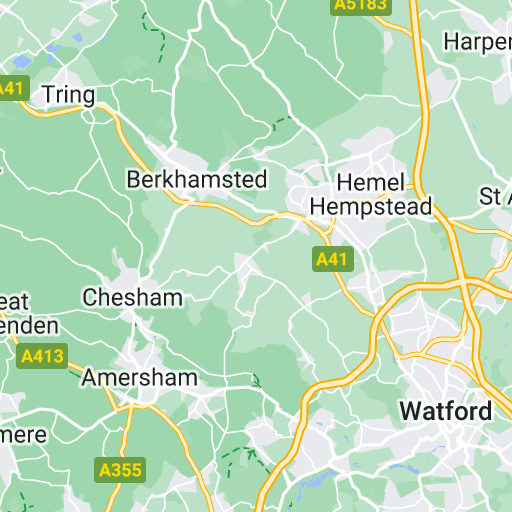 A5183
Harpen
A41
Tring
Berkhamsted
Hemel
Hempstead
St A
A41
Chesham
eat
enden
A413
Amersham
Watford
mere
A355